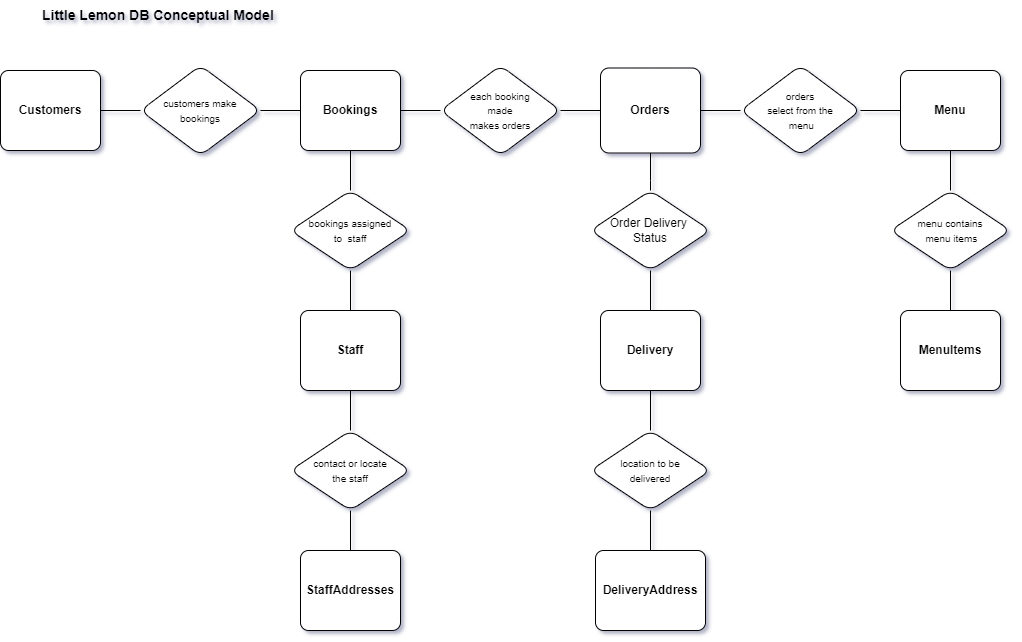 Little Lemon DB Conceptual Model
Customers
customers make
bookings
Bookings
each booking
made
makes orders
Orders
orders
select from the
menu
Menu
bookings assigned
to staff
Order Delivery
Status
menu contains
menu items
Staff
Delivery
MenuItems
contact or locate
the staff
location to be
delivered
StaffAddresses
DeliveryAddress